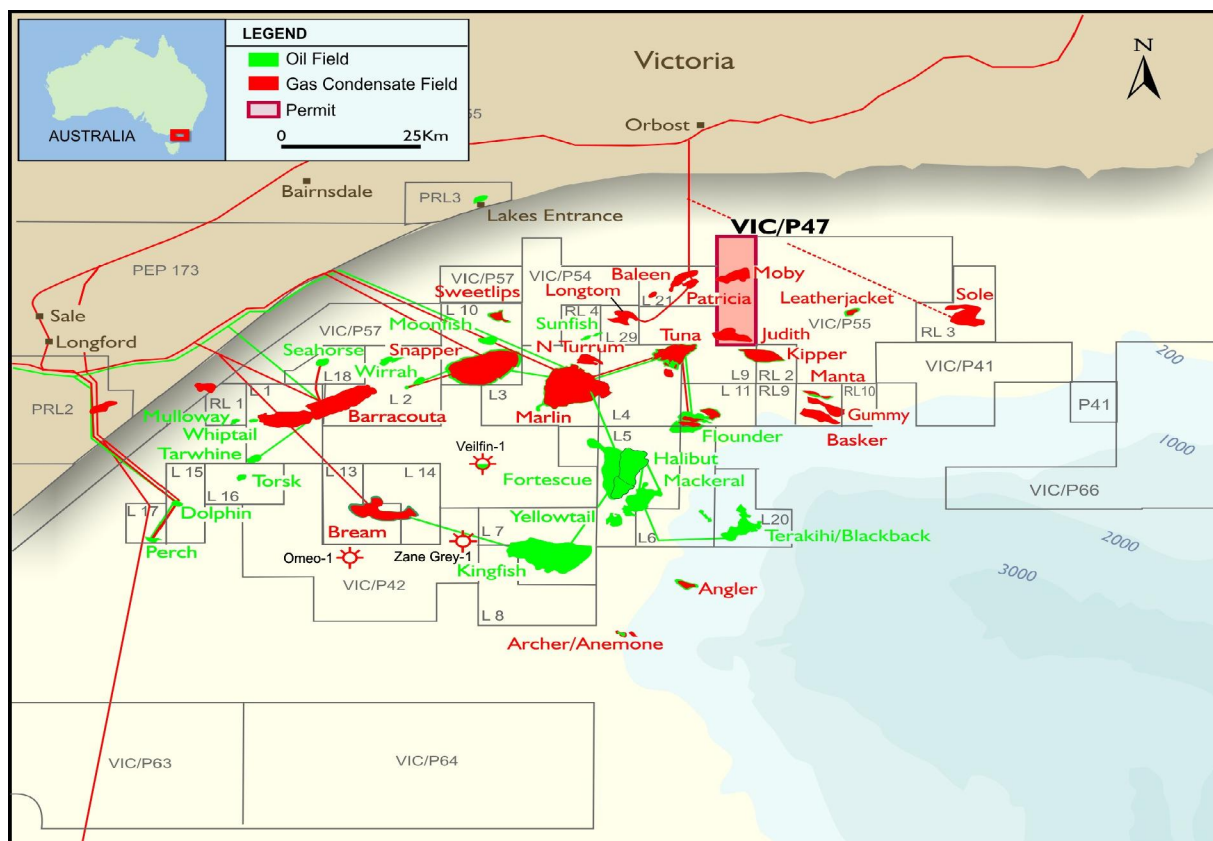 LEGEND
Oil Field
Gas Condensate Field
Permit
0 25Km
AUSTRALIA
Victoria
N
Orbost
Bairnsdale
PRL3
Lakes Entrance
VIC/P47
PEP 173
VIC/P57
VIC/P54
Baleen
Moby
Sweetlips
Longtom
L 21
Patricia
Leatherjacket
Sole
Sale
L 10
RL 4
VIC/P55
RL 3
Moonfish
Sunfish
L 29
Tuna
Judith
Longford
VIC/P57
Seahorse
Snapper
N Turrum
Kipper
VIC/P41
200
Wirrah
L18
L9
RL 2
Manta
PRL2
RL 1
L 1
L 2
L3
L 11
RL9
RL10
P41
Mulloway
Barracouta
Marlin
L4
Gummy
Whiptail
Flounder
Basker
1000
Tarwhine
Veilfin-1
L5
Halibut
L 15
L13
L 14
Torsk
Fortescue
Mackeral
VIC/P66
L 16
L 17
Dolphin
Bream
Yellowtail
L20
Perch
L 7
L6
Terakihi/Blackback
2000
Omeo-1
Zane Grey-1
Kingfish
3000
VIC/P42
Angler
L 8
Archer/Anemone
VIC/P63
VIC/P64